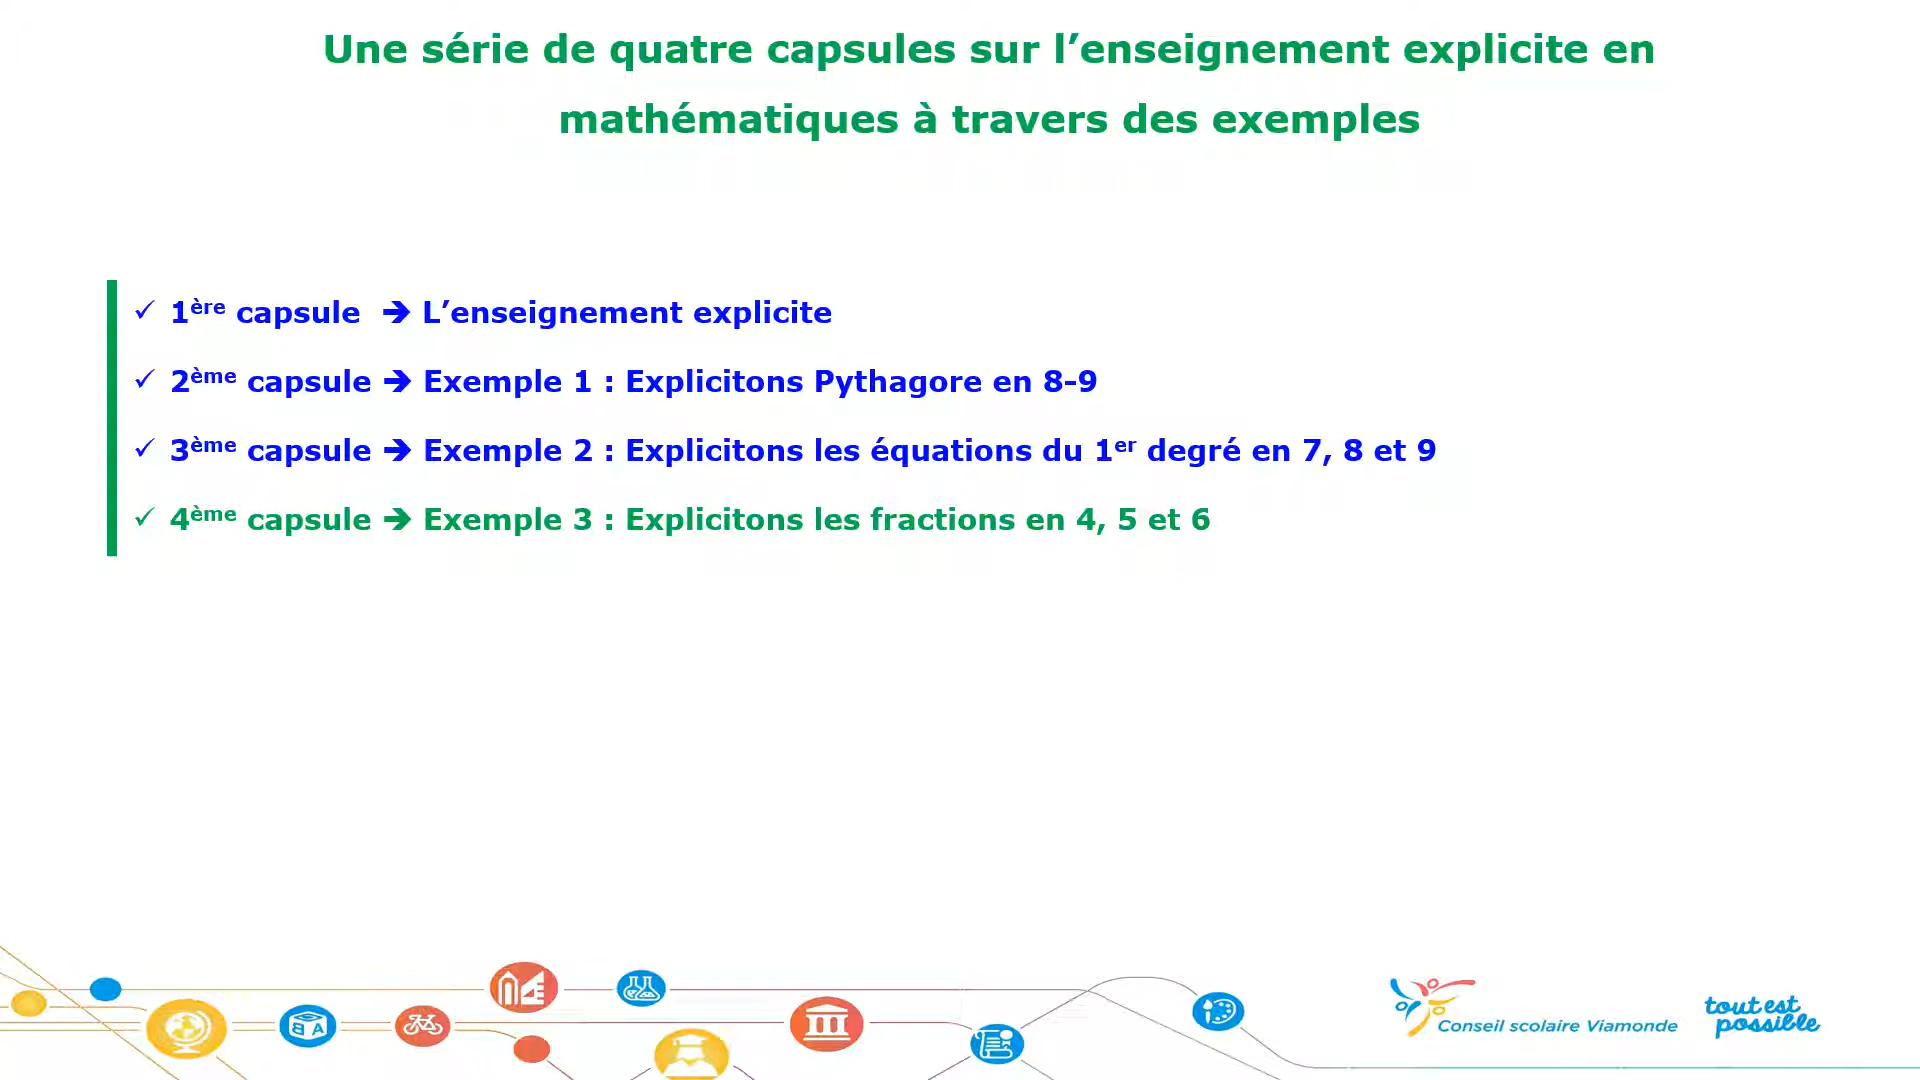 Une série de quatre capsules sur l’enseignement explicite en
mathématiques à travers des exemples
✓ 1ère capsule ➔ L’enseignement explicite
✓ 2ème capsule ➔ Exemple 1 : Explicitons Pythagore en 8-9
✓ 3ème capsule ➔ Exemple 2 : Explicitons les équations du 1er degré en 7, 8 et 9
✓ 4ème capsule ➔ Exemple 3 : Explicitons les fractions en 4, 5 et 6
B A
Conseil scolaire Viamonde
tout est
possible